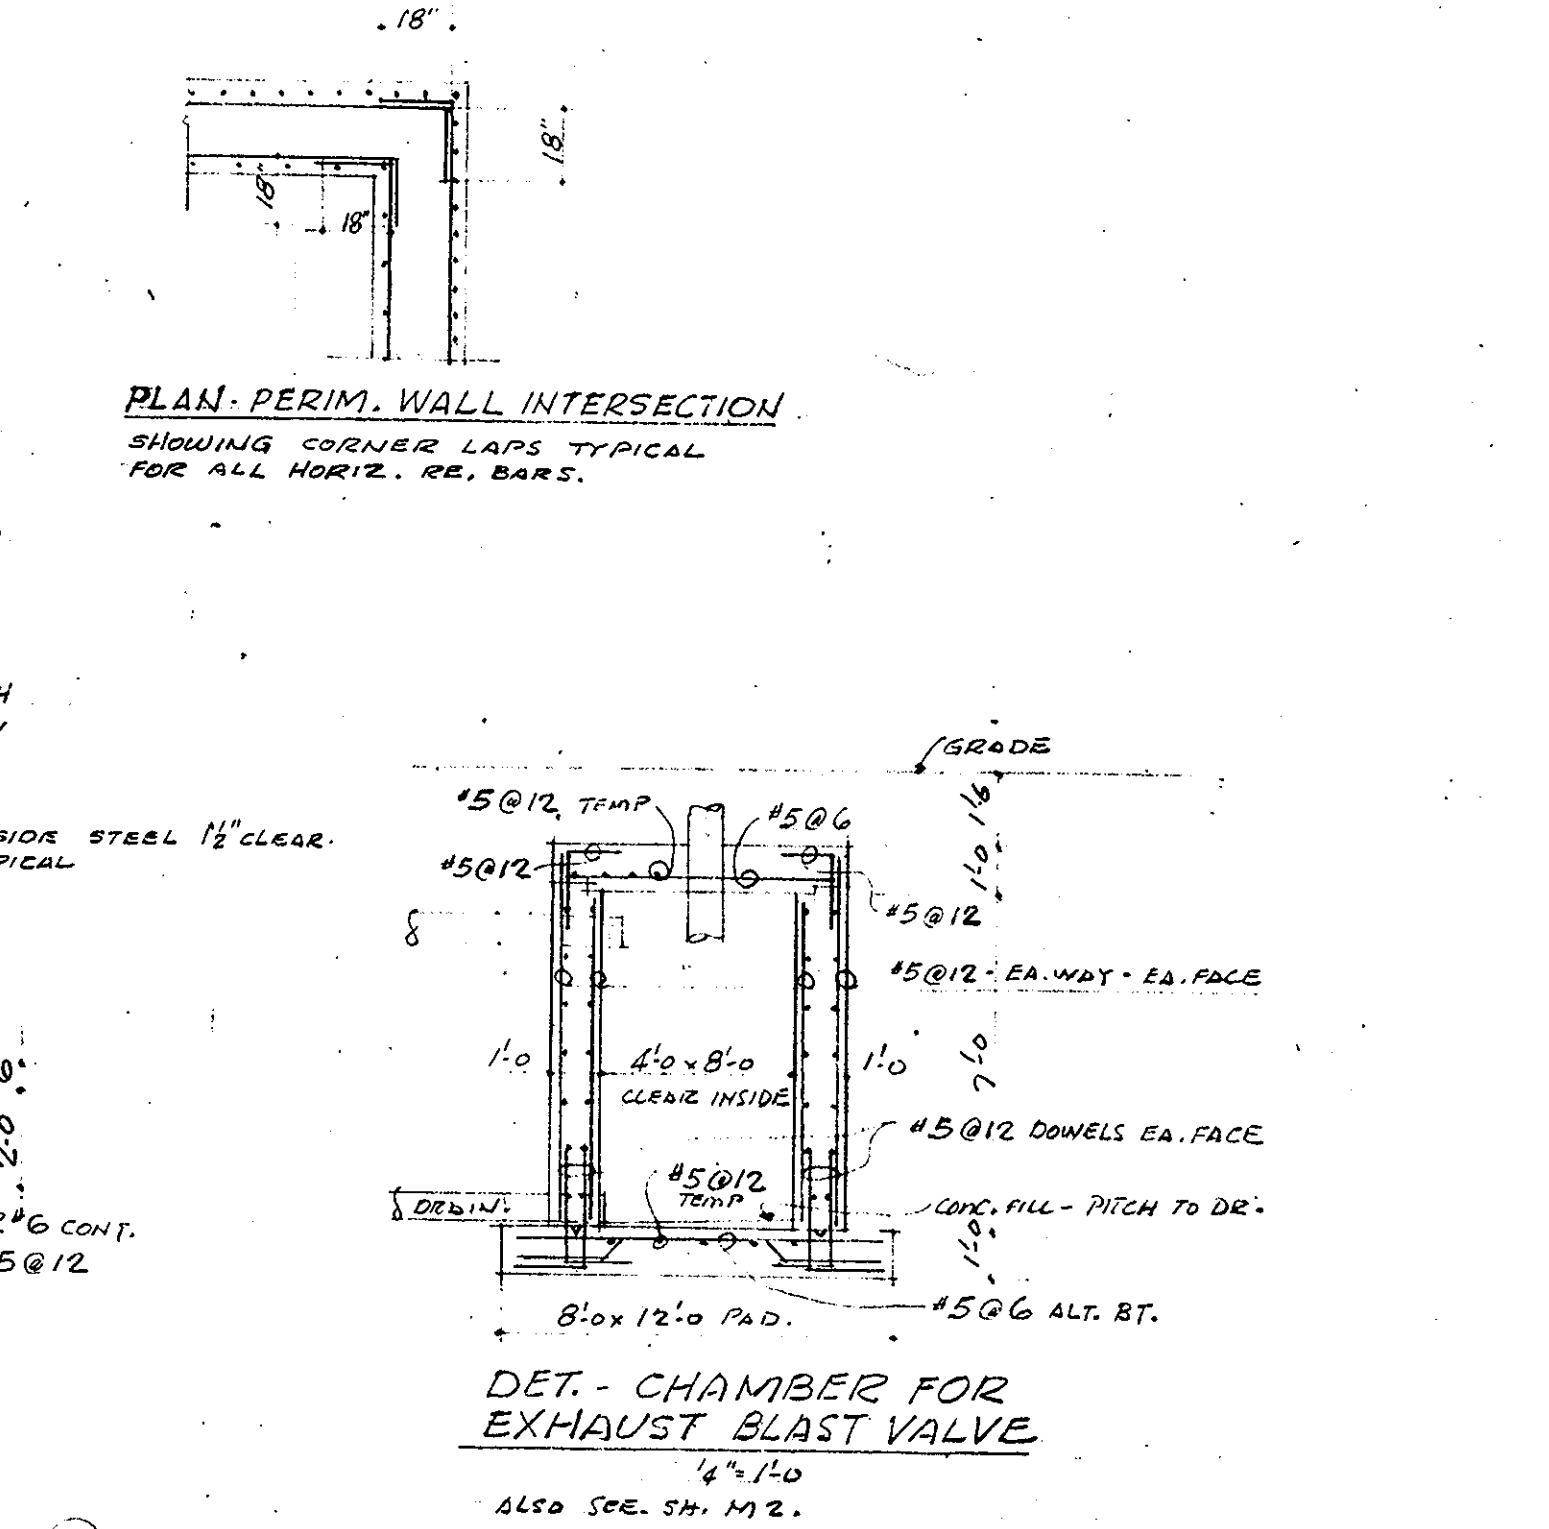 18"
18"
18"
18"
PLAN - PERIM. WALL INTERSECTION
SHOWING CORNER LAPS TYPICAL
FOR ALL HORIZ. RE. BARS.
GRADE
#5@12 TEMP
#5@6
1'-6
SIDE STEEL 1½" CLEAR.
PICAL
#5@12
1'-0
#5@12
#5@12 - EA. WAY - EA. FACE
1'-0
4'-0 x 8'-0
CLEAR INSIDE
1'-0
7'-0
2'-0
#5@12 DOWELS EA. FACE
#5@12
TEMP
DRAIN.
CONC. FILL - PITCH TO DR.
#6 CONT.
1'-0
5@12
8'-0 x 12'-0 PAD.
#5@6 ALT. BT.
DET. - CHAMBER FOR
EXHAUST BLAST VALVE
¼" = 1'-0
ALSO SEE. SH. M2.